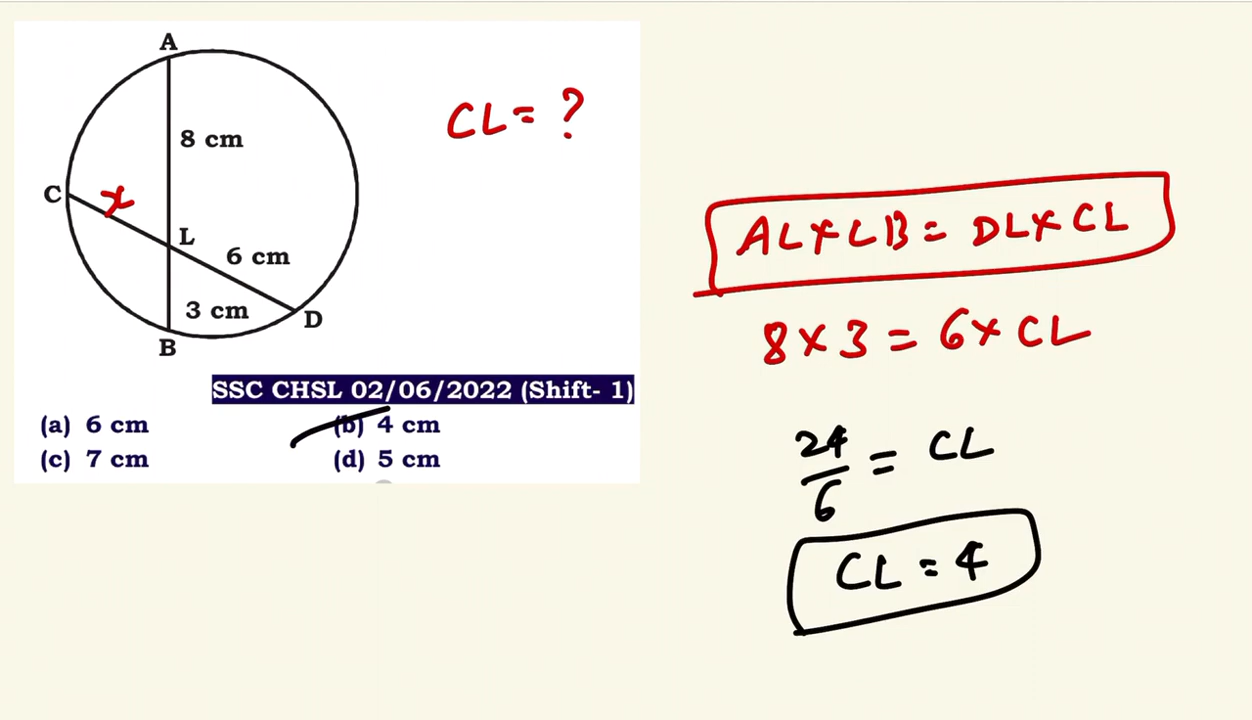 A
8 cm
CL = ?
C
x
L
6 cm
3 cm
D
B
SSC CHSL 02/06/2022 (Shift- 1)
(a) 6 cm
(b) 4 cm
(c) 7 cm
(d) 5 cm
AL × LB = DL × CL
8 × 3 = 6 × CL
24/6 = CL
CL = 4